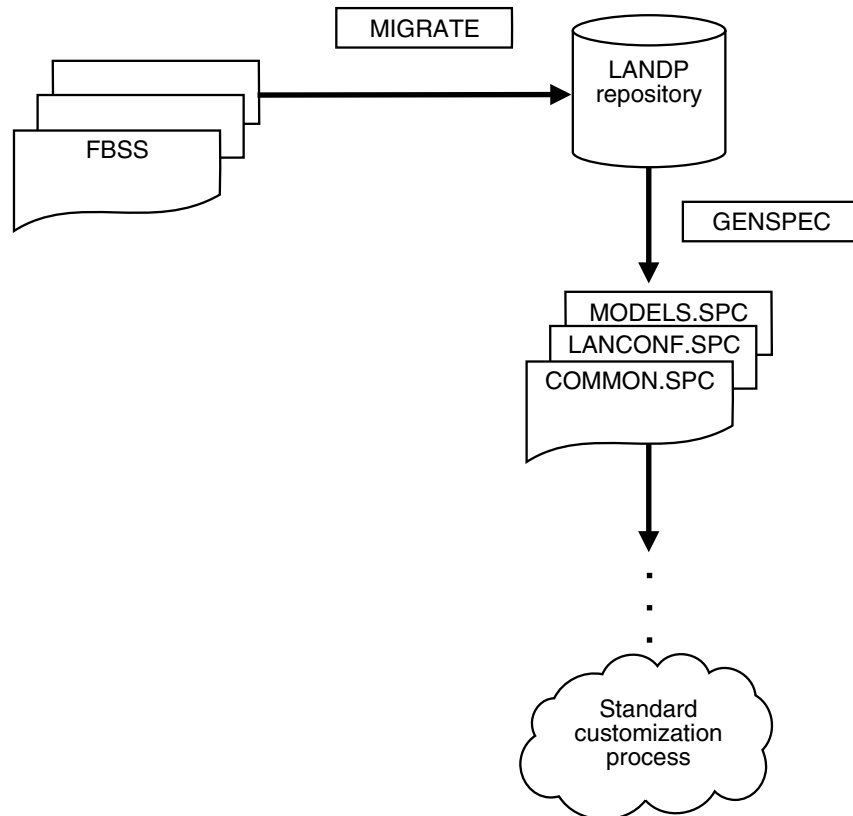 MIGRATE
LANDP
repository
FBSS
GENSPEC
MODELS.SPC
LANCONF.SPC
COMMON.SPC
Standard
customization
process